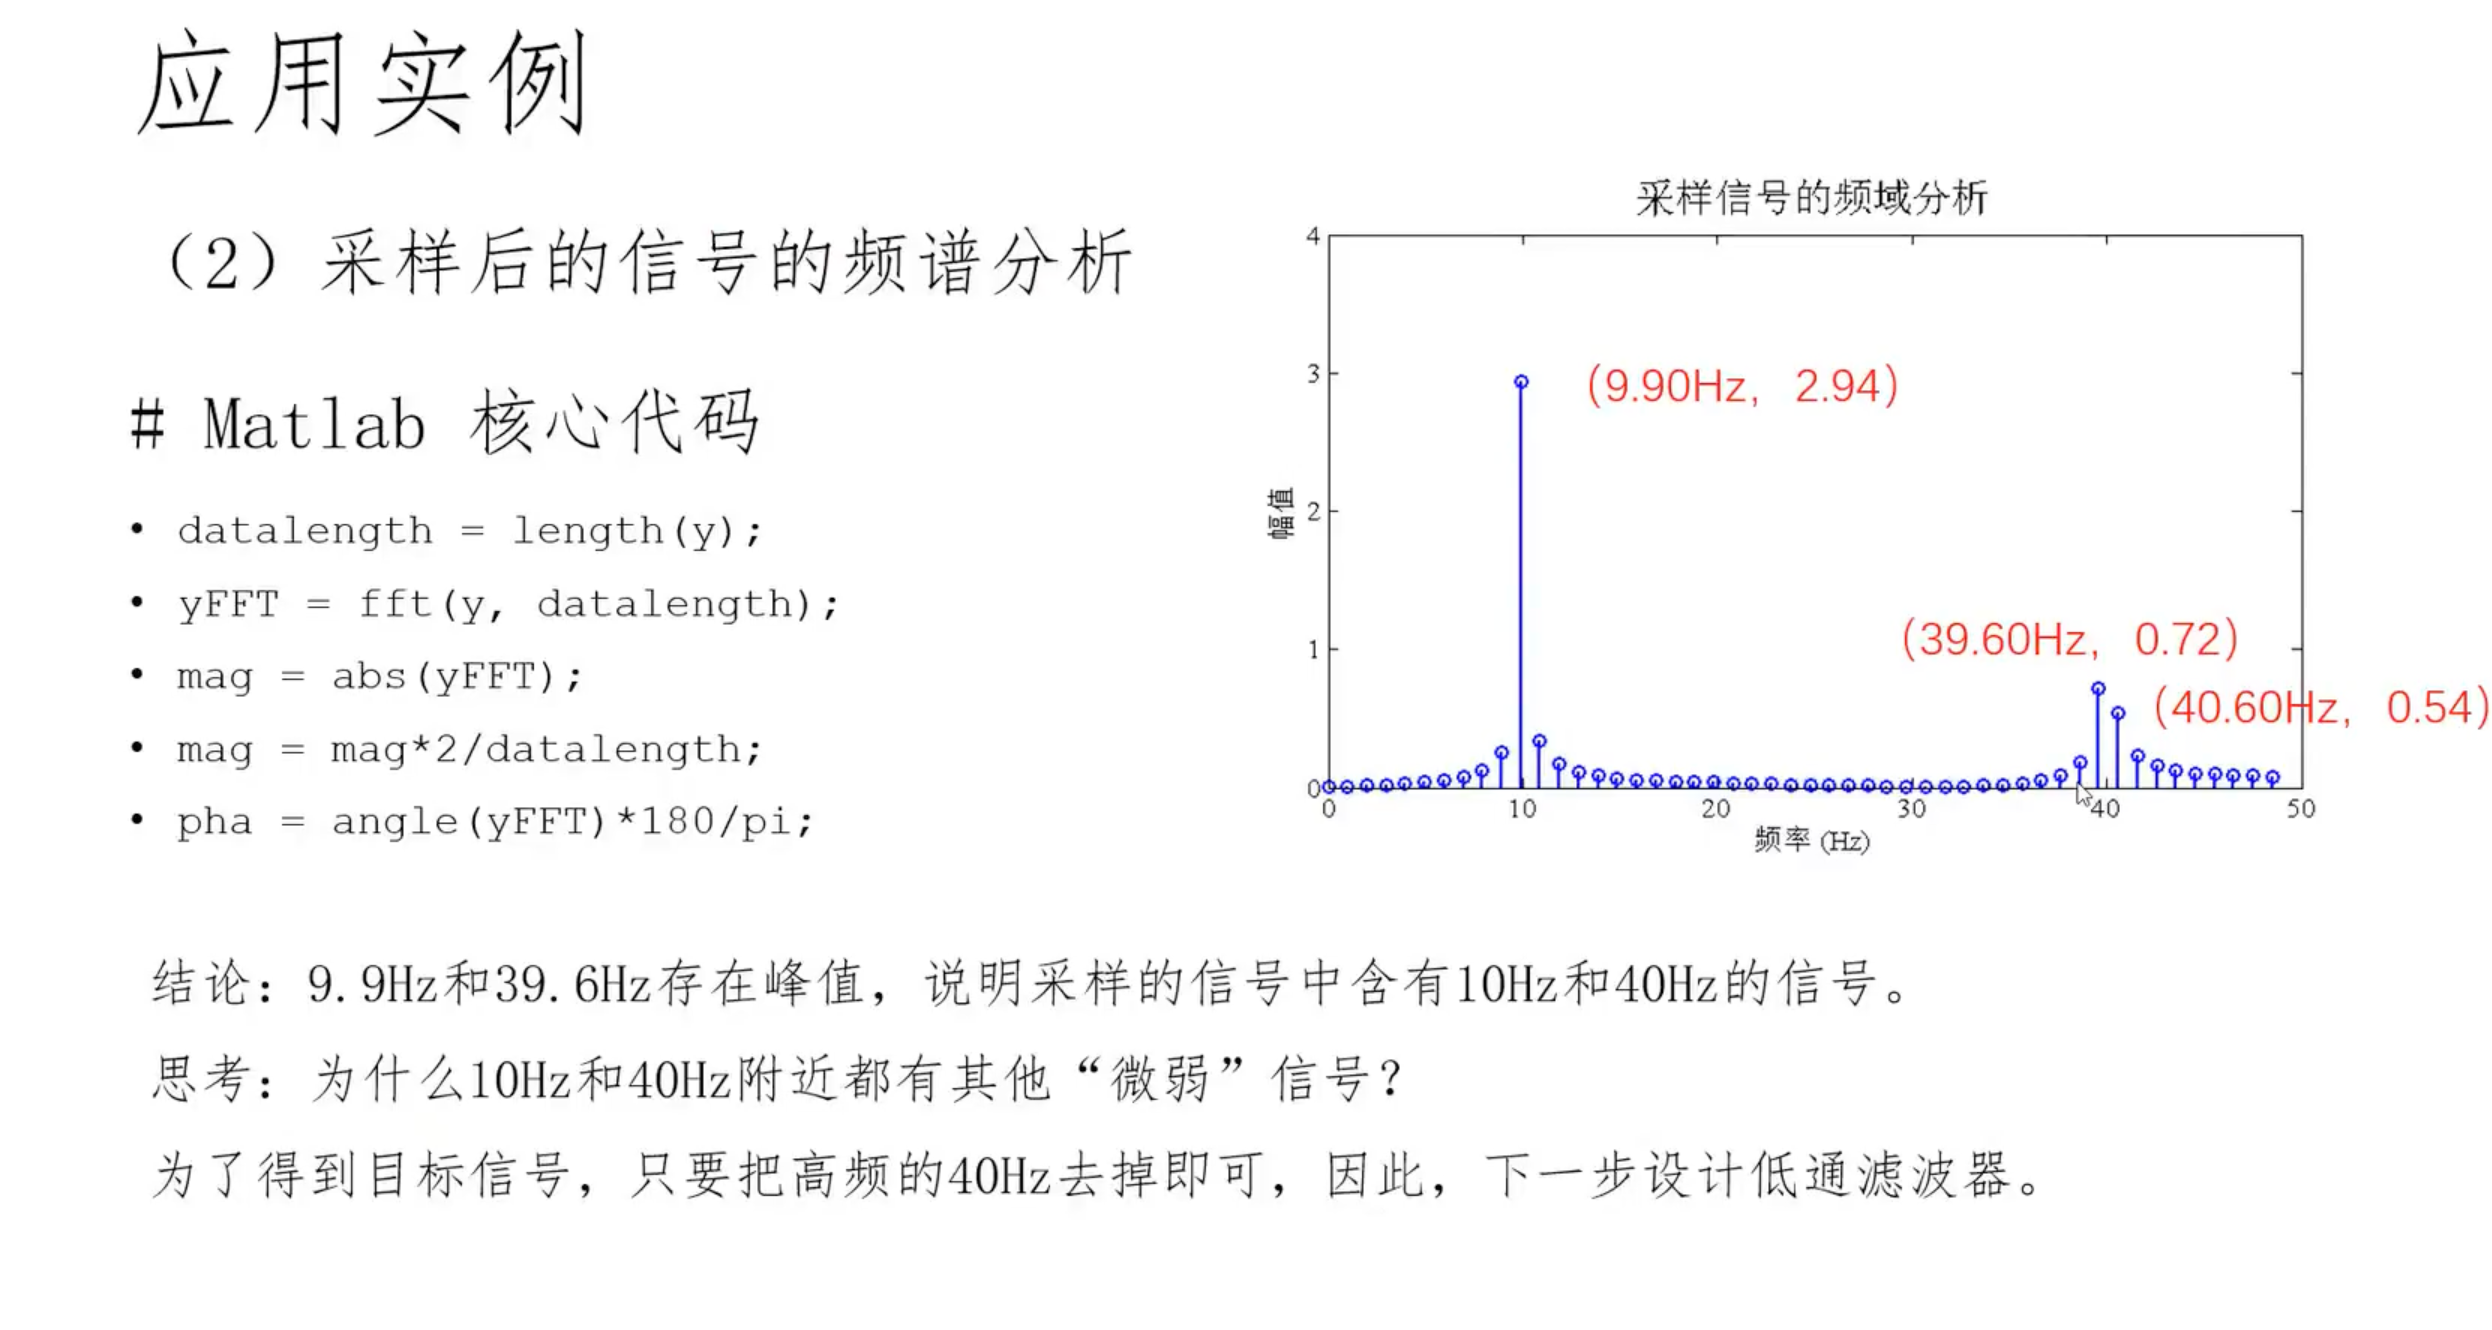 应用实例
（2）采样后的信号的频谱分析
# Matlab 核心代码
• datalength = length(y);
• yFFT = fft(y, datalength);
• mag = abs(yFFT);
• mag = mag*2/datalength;
• pha = angle(yFFT)*180/pi;
采样信号的频域分析
4
3
2
1
0
幅值
(9.90Hz, 2.94)
(39.60Hz, 0.72)
(40.60Hz, 0.54)
0 10 20 30 40 50
频率 (Hz)
结论：9.9Hz和39.6Hz存在峰值，说明采样的信号中含有10Hz和40Hz的信号。
思考：为什么10Hz和40Hz附近都有其他“微弱”信号？
为了得到目标信号，只要把高频的40Hz去掉即可，因此，下一步设计低通滤波器。